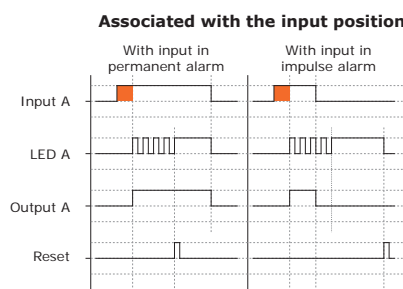 Associated with the input position
With input in
permanent alarm
With input in
impulse alarm
Input A
LED A
Output A
Reset